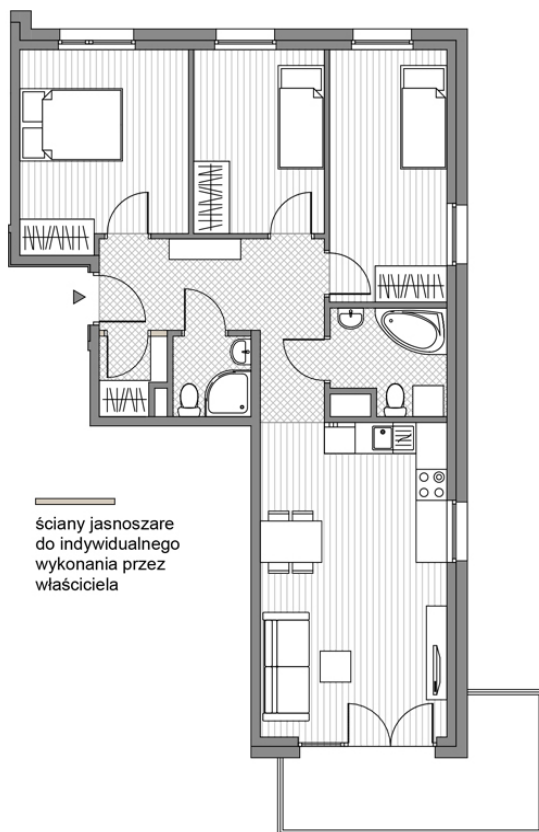 ściany jasnoszare
do indywidualnego
wykonania przez
właściciela